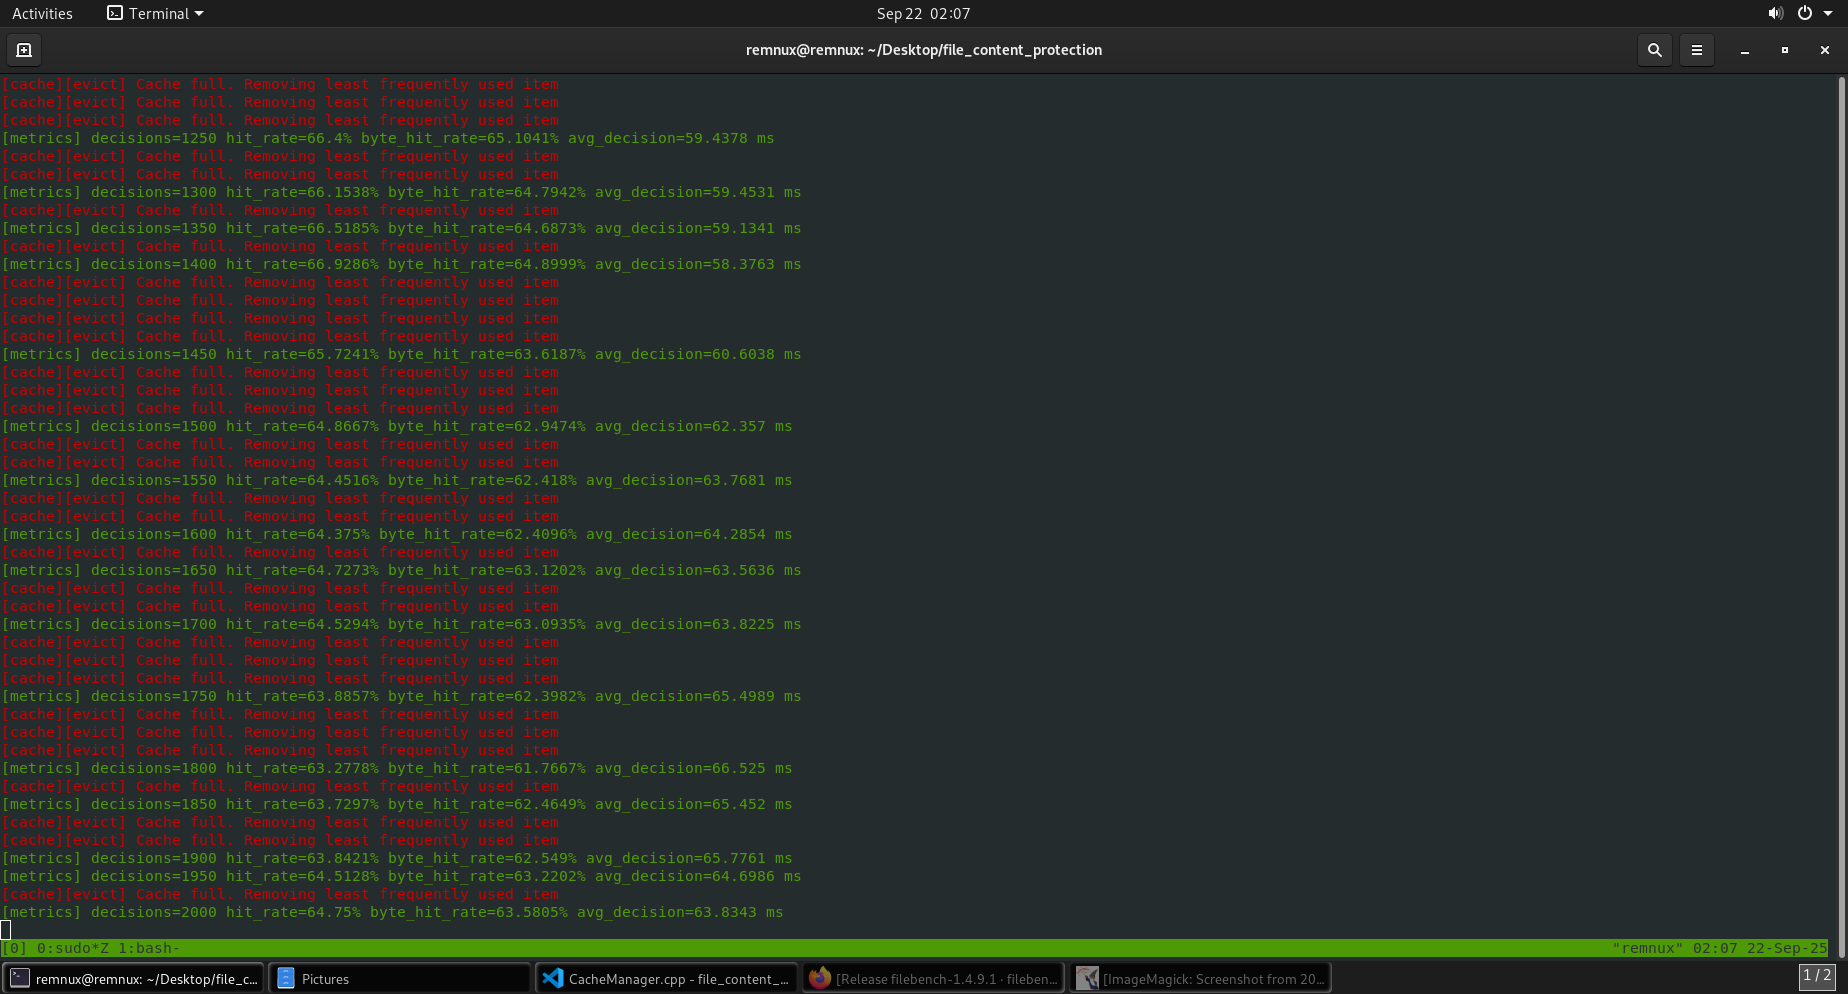 Activities
Terminal
Sep 22 02:07
remnux@remnux: ~/Desktop/file_content_protection
[cache][evict] Cache full. Removing least frequently used item
[cache][evict] Cache full. Removing least frequently used item
[cache][evict] Cache full. Removing least frequently used item
[metrics] decisions=1250 hit_rate=66.4% byte_hit_rate=65.1041% avg_decision=59.4378 ms
[cache][evict] Cache full. Removing least frequently used item
[cache][evict] Cache full. Removing least frequently used item
[metrics] decisions=1300 hit_rate=66.1538% byte_hit_rate=64.7942% avg_decision=59.4531 ms
[cache][evict] Cache full. Removing least frequently used item
[metrics] decisions=1350 hit_rate=66.5185% byte_hit_rate=64.6873% avg_decision=59.1341 ms
[cache][evict] Cache full. Removing least frequently used item
[metrics] decisions=1400 hit_rate=66.9286% byte_hit_rate=64.8999% avg_decision=58.3763 ms
[cache][evict] Cache full. Removing least frequently used item
[cache][evict] Cache full. Removing least frequently used item
[cache][evict] Cache full. Removing least frequently used item
[cache][evict] Cache full. Removing least frequently used item
[metrics] decisions=1450 hit_rate=65.7241% byte_hit_rate=63.6187% avg_decision=60.6038 ms
[cache][evict] Cache full. Removing least frequently used item
[cache][evict] Cache full. Removing least frequently used item
[cache][evict] Cache full. Removing least frequently used item
[metrics] decisions=1500 hit_rate=64.8667% byte_hit_rate=62.9474% avg_decision=62.357 ms
[cache][evict] Cache full. Removing least frequently used item
[cache][evict] Cache full. Removing least frequently used item
[metrics] decisions=1550 hit_rate=64.4516% byte_hit_rate=62.418% avg_decision=63.7681 ms
[cache][evict] Cache full. Removing least frequently used item
[cache][evict] Cache full. Removing least frequently used item
[metrics] decisions=1600 hit_rate=64.375% byte_hit_rate=62.4096% avg_decision=64.2854 ms
[cache][evict] Cache full. Removing least frequently used item
[metrics] decisions=1650 hit_rate=64.7273% byte_hit_rate=63.1202% avg_decision=63.5636 ms
[cache][evict] Cache full. Removing least frequently used item
[cache][evict] Cache full. Removing least frequently used item
[metrics] decisions=1700 hit_rate=64.5294% byte_hit_rate=63.0935% avg_decision=63.8225 ms
[cache][evict] Cache full. Removing least frequently used item
[cache][evict] Cache full. Removing least frequently used item
[cache][evict] Cache full. Removing least frequently used item
[metrics] decisions=1750 hit_rate=63.8857% byte_hit_rate=62.3982% avg_decision=65.4989 ms
[cache][evict] Cache full. Removing least frequently used item
[cache][evict] Cache full. Removing least frequently used item
[cache][evict] Cache full. Removing least frequently used item
[metrics] decisions=1800 hit_rate=63.2778% byte_hit_rate=61.7667% avg_decision=66.525 ms
[cache][evict] Cache full. Removing least frequently used item
[metrics] decisions=1850 hit_rate=63.7297% byte_hit_rate=62.4649% avg_decision=65.452 ms
[cache][evict] Cache full. Removing least frequently used item
[cache][evict] Cache full. Removing least frequently used item
[metrics] decisions=1900 hit_rate=63.8421% byte_hit_rate=62.549% avg_decision=65.7761 ms
[metrics] decisions=1950 hit_rate=64.5128% byte_hit_rate=63.2202% avg_decision=64.6986 ms
[cache][evict] Cache full. Removing least frequently used item
[metrics] decisions=2000 hit_rate=64.75% byte_hit_rate=63.5805% avg_decision=63.8343 ms
[0] 0:sudo*Z 1:bash- "remnux" 02:07 22-Sep-25
remnux@remnux: ~/Desktop/file_c...
Pictures
CacheManager.cpp - file_content_...
[Release filebench-1.4.9.1 · fileben...
[ImageMagick: Screenshot from 20...
1 / 2